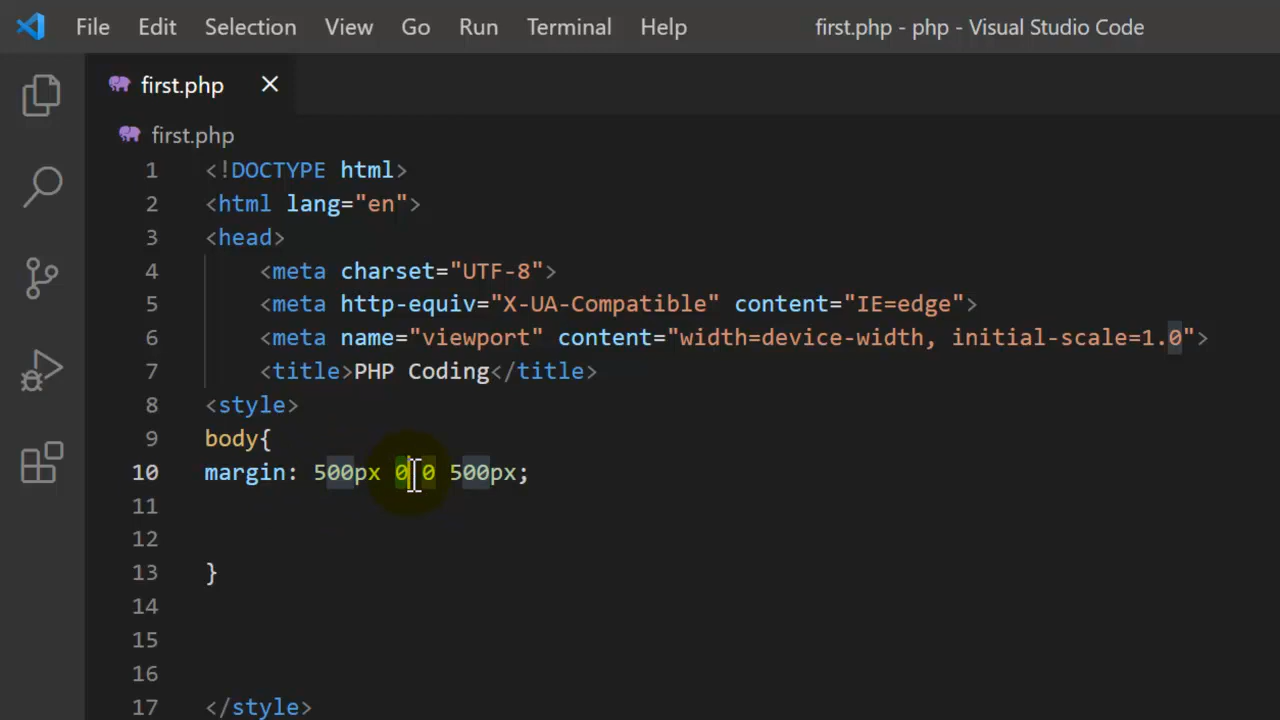 File Edit Selection View Go Run Terminal Help first.php - php - Visual Studio Code
first.php
first.php
1 <!DOCTYPE html>
2 <html lang="en">
3 <head>
4 <meta charset="UTF-8">
5 <meta http-equiv="X-UA-Compatible" content="IE=edge">
6 <meta name="viewport" content="width=device-width, initial-scale=1.0">
7 <title>PHP Coding</title>
8 <style>
9 body{
10 margin: 500px 0 0 500px;
11
12
13 }
14
15
16
17 </style>